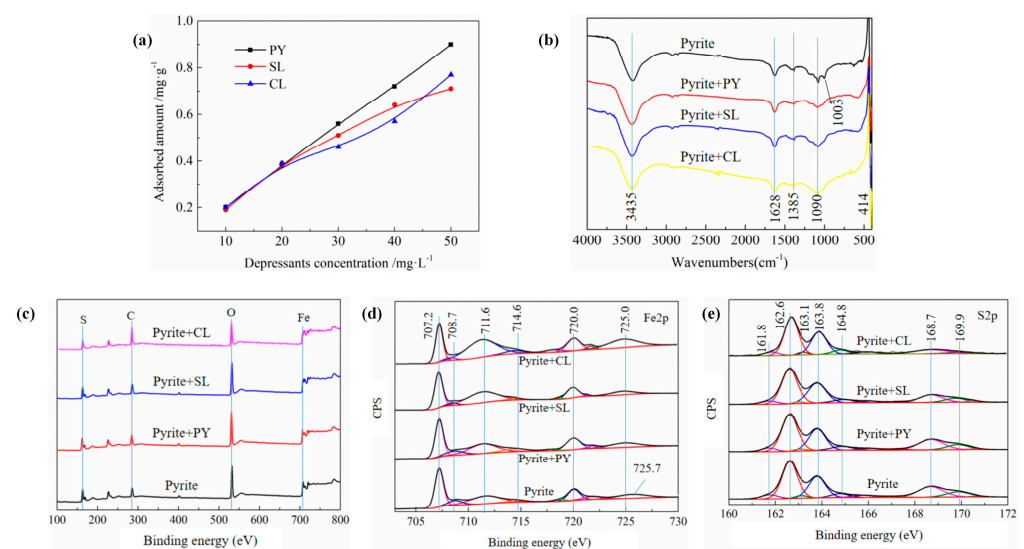 (a)
Adsorbed amount / mg· g⁻¹
1.0
0.8
0.6
0.4
0.2
PY
SL
CL
10 20 30 40 50
Depressants concentration /mg·L⁻¹
(b)
Pyrite
Pyrite+PY
Pyrite+SL
Pyrite+CL
1003
3435
1628
1385
1090
414
4000 3500 3000 2500 2000 1500 1000 500
Wavenumbers(cm⁻¹)
(c)
S C O Fe
Pyrite+CL
Pyrite+SL
Pyrite+PY
Pyrite
100 200 300 400 500 600 700 800
Binding energy (eV)
(d)
CPS
707.2
708.7
711.6
714.6
720.0
725.0
Fe2p
Pyrite+CL
Pyrite+SL
Pyrite+PY
Pyrite
725.7
705 710 715 720 725 730
Binding energy (eV)
(e)
CPS
161.8
162.6
163.1
163.8
164.8
168.7
169.9
S2p
Pyrite+CL
Pyrite+SL
Pyrite+PY
Pyrite
160 162 164 166 168 170 172
Binding energy (eV)